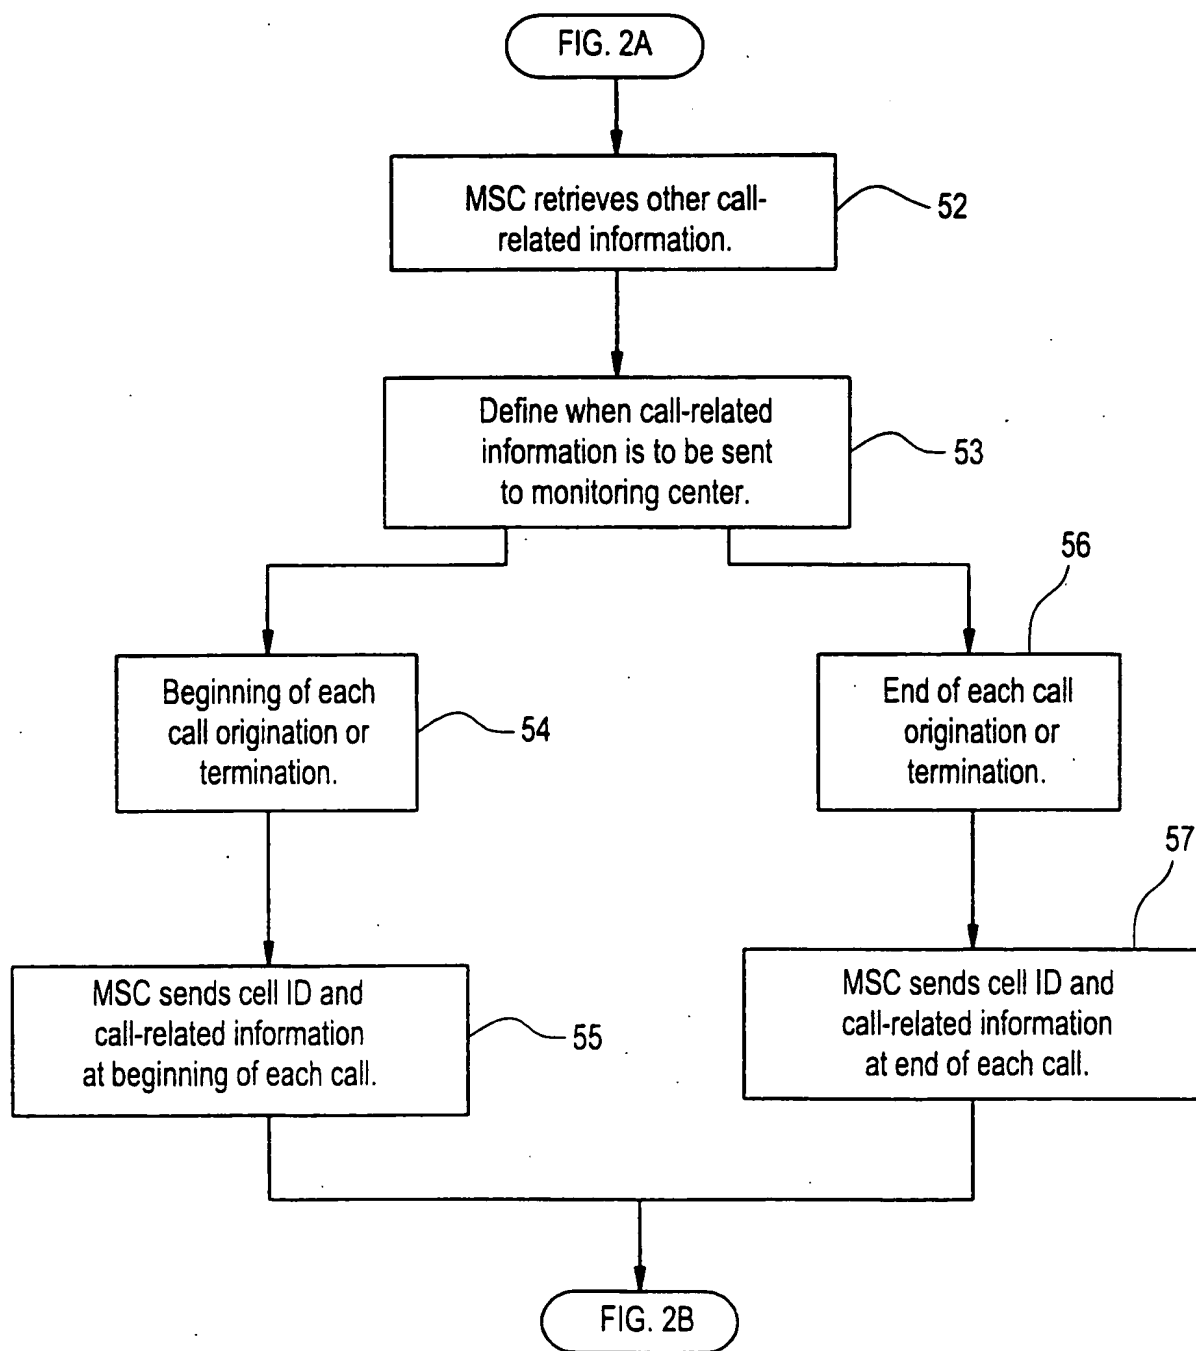 FIG. 2A
MSC retrieves other call-
related information.
52
Define when call-related
information is to be sent
to monitoring center.
53
56
Beginning of each
call origination or
termination.
54
End of each call
origination or
termination.
57
MSC sends cell ID and
call-related information
at beginning of each call.
55
MSC sends cell ID and
call-related information
at end of each call.
FIG. 2B